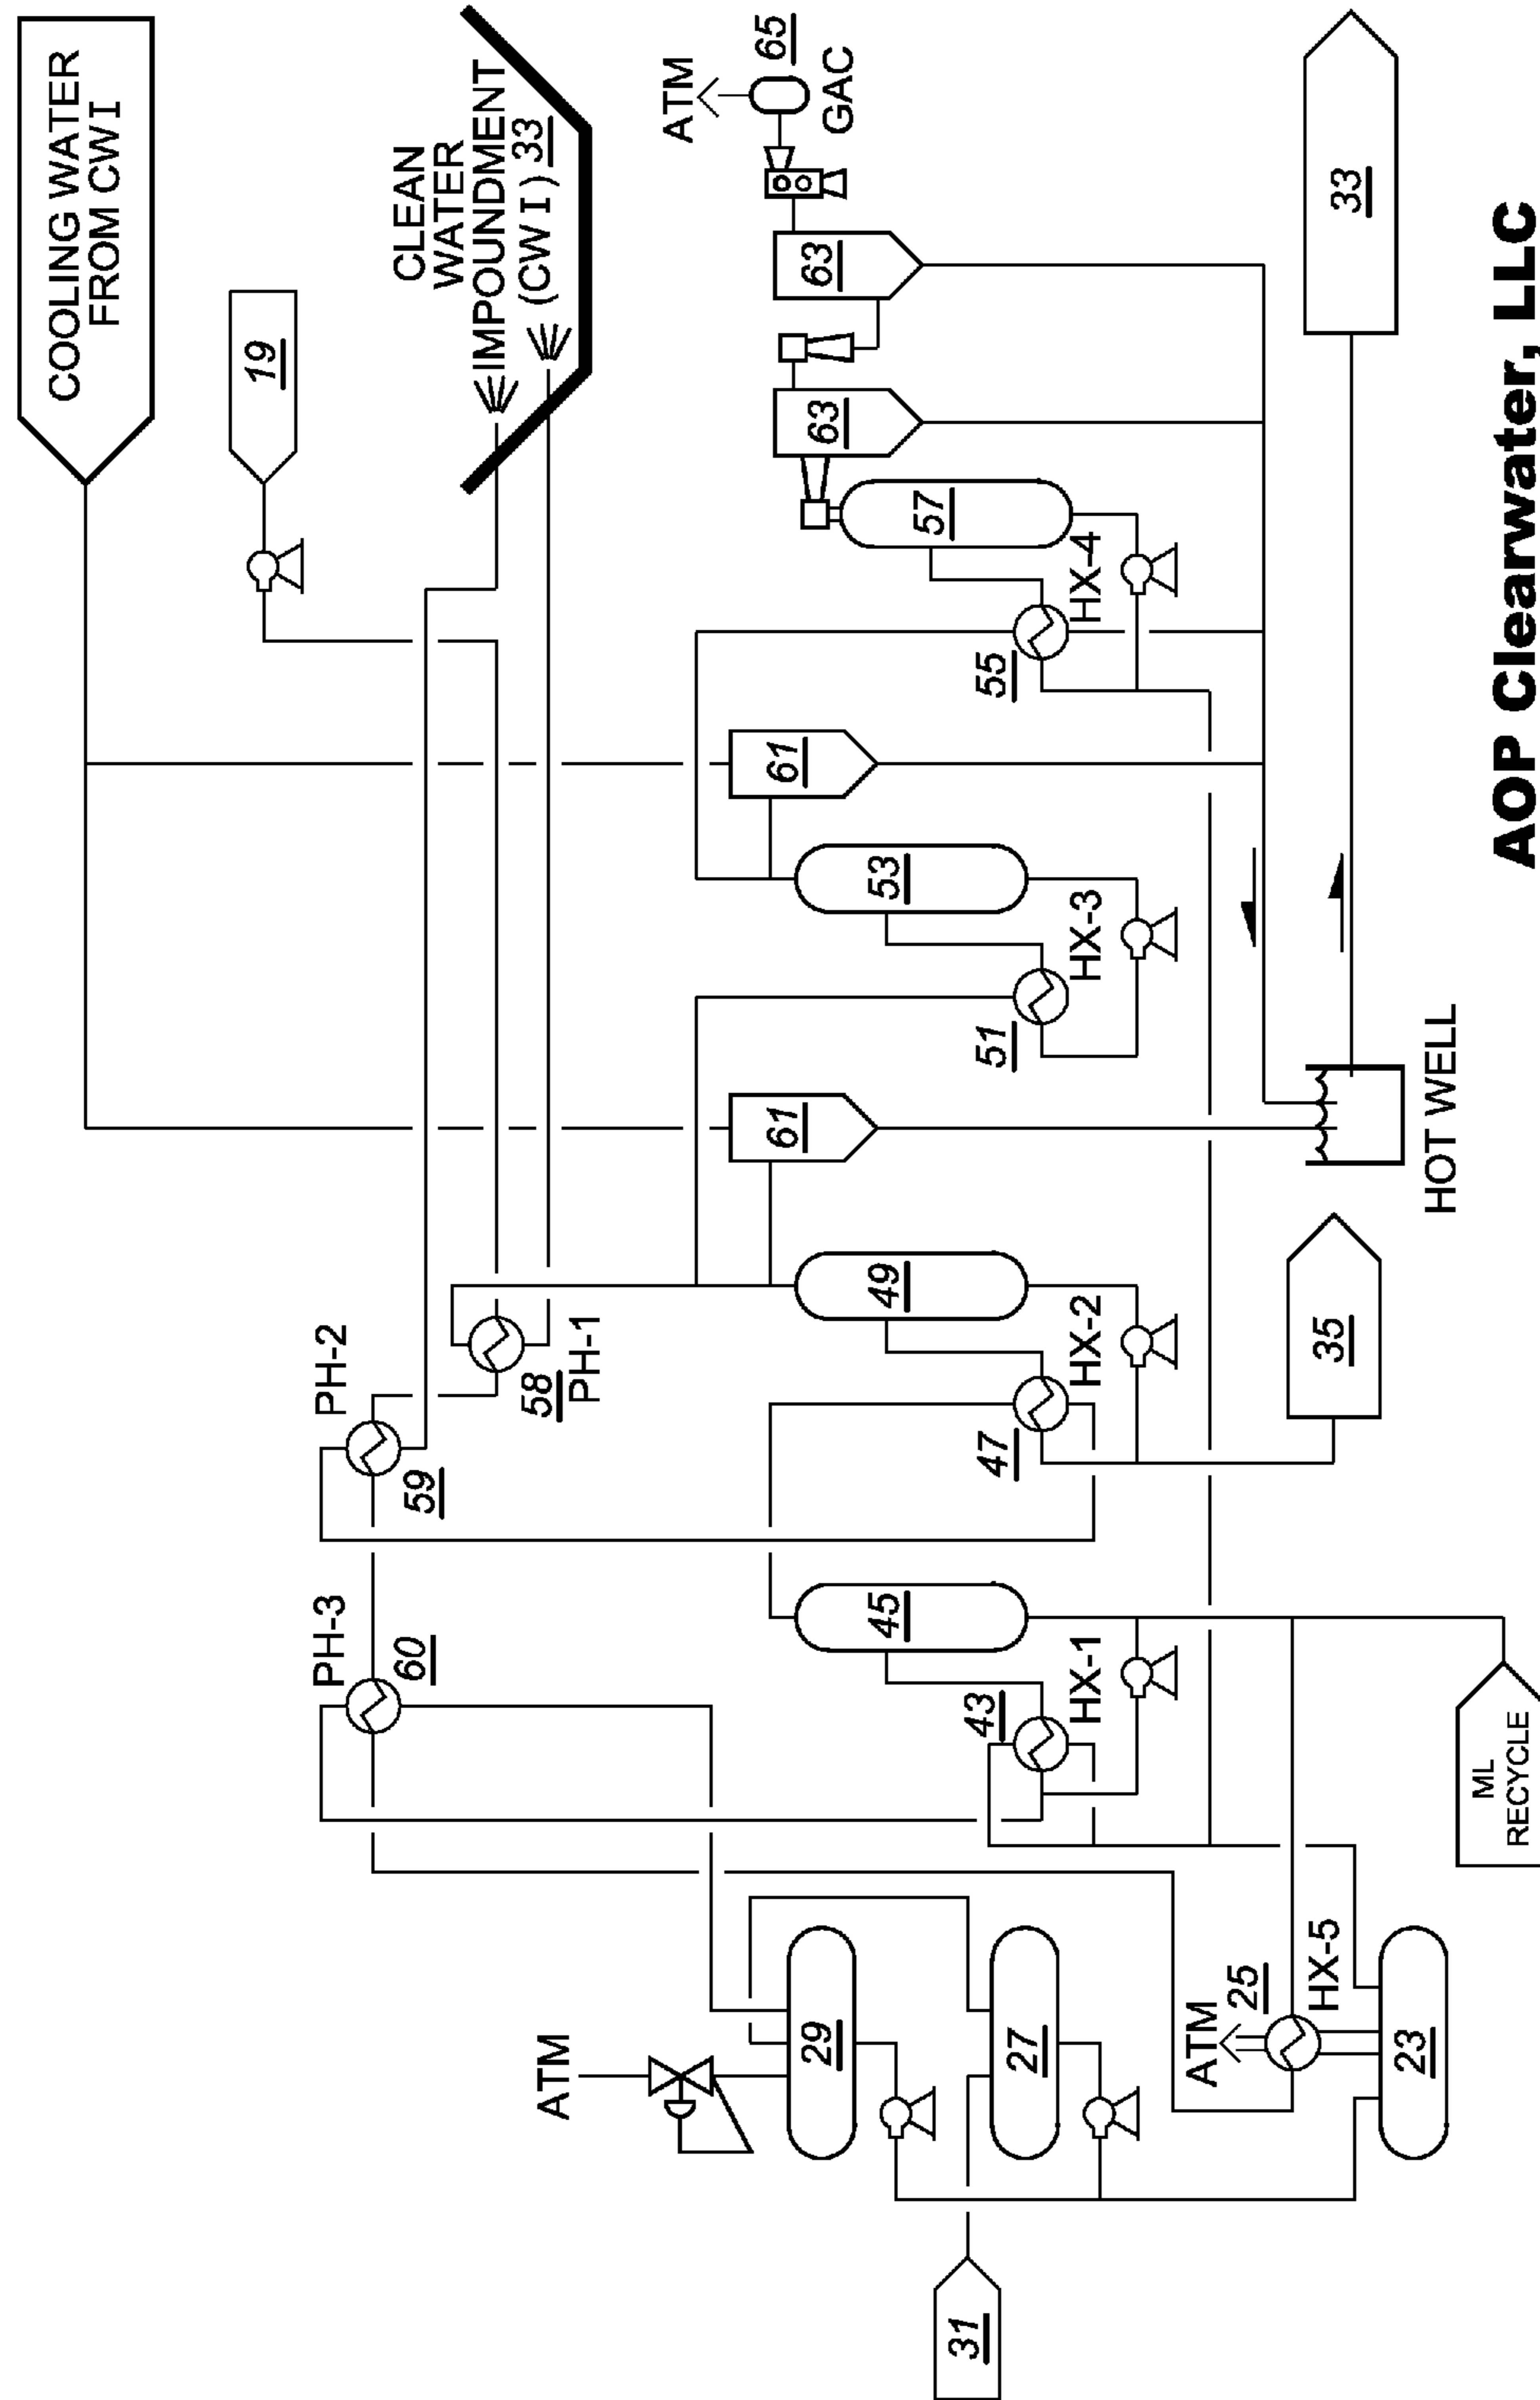 COOLING WATER
FROM CWI
19
CLEAN
WATER
IMPOUNDMENT
(CWI) 33
ATM
65
GAC
63
63
57
HX-4
55
33
61
53
HX-3
51
61
HOT WELL
PH-2
59
58
PH-1
49
HX-2
47
35
PH-3
60
45
43
HX-1
ML
RECYCLE
ATM
29
27
ATM
25
HX-5
23
31
AOP Clearwater, LLC